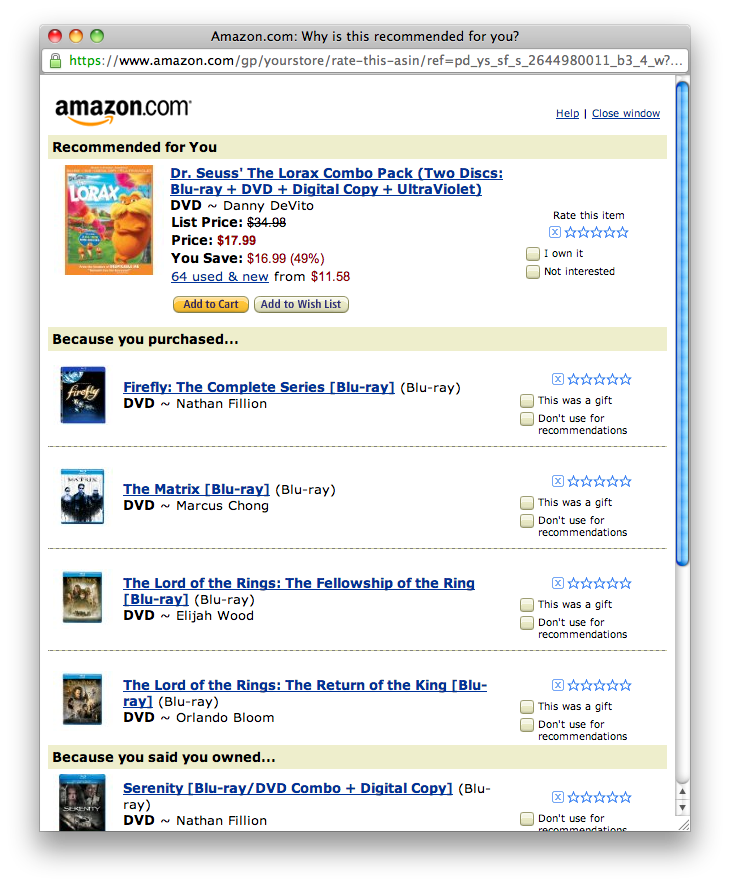 Amazon.com: Why is this recommended for you?
https://www.amazon.com/gp/yourstore/rate-this-asin/ref=pd_ys_sf_s_2644980011_b3_4_w?...
amazon.com
Help | Close window
Recommended for You
LORAX
Dr. Seuss' The Lorax Combo Pack (Two Discs:
Blu-ray + DVD + Digital Copy + UltraViolet)
DVD ~ Danny DeVito
List Price: $34.98
Price: $17.99
You Save: $16.99 (49%)
64 used & new from $11.58
Rate this item
I own it
Not interested
Add to Cart
Add to Wish List
Because you purchased...
firefly
Firefly: The Complete Series [Blu-ray] (Blu-ray)
DVD ~ Nathan Fillion
This was a gift
Don't use for
recommendations
MATRIX
The Matrix [Blu-ray] (Blu-ray)
DVD ~ Marcus Chong
This was a gift
Don't use for
recommendations
The Lord of the Rings: The Fellowship of the Ring
[Blu-ray] (Blu-ray)
DVD ~ Elijah Wood
This was a gift
Don't use for
recommendations
The Lord of the Rings: The Return of the King [Blu-
ray] (Blu-ray)
DVD ~ Orlando Bloom
This was a gift
Don't use for
recommendations
Because you said you owned...
SERENITY
Serenity [Blu-ray/DVD Combo + Digital Copy] (Blu-
ray)
DVD ~ Nathan Fillion
Don't use for
recommendations